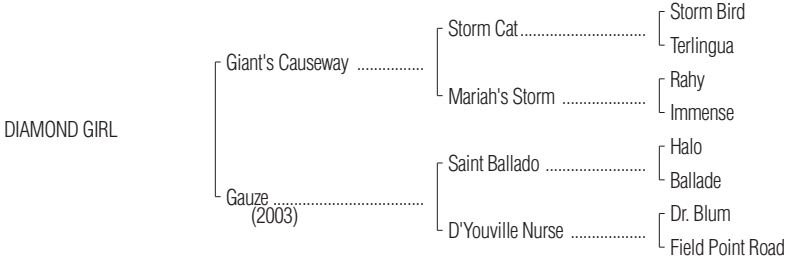 Storm Bird
Storm Cat..............................
Terlingua
Giant's Causeway ................
Rahy
Mariah's Storm ....................
Immense
DIAMOND GIRL
Halo
Saint Ballado ........................
Ballade
Gauze ....................................
(2003)
Dr. Blum
D'Youville Nurse ..................
Field Point Road